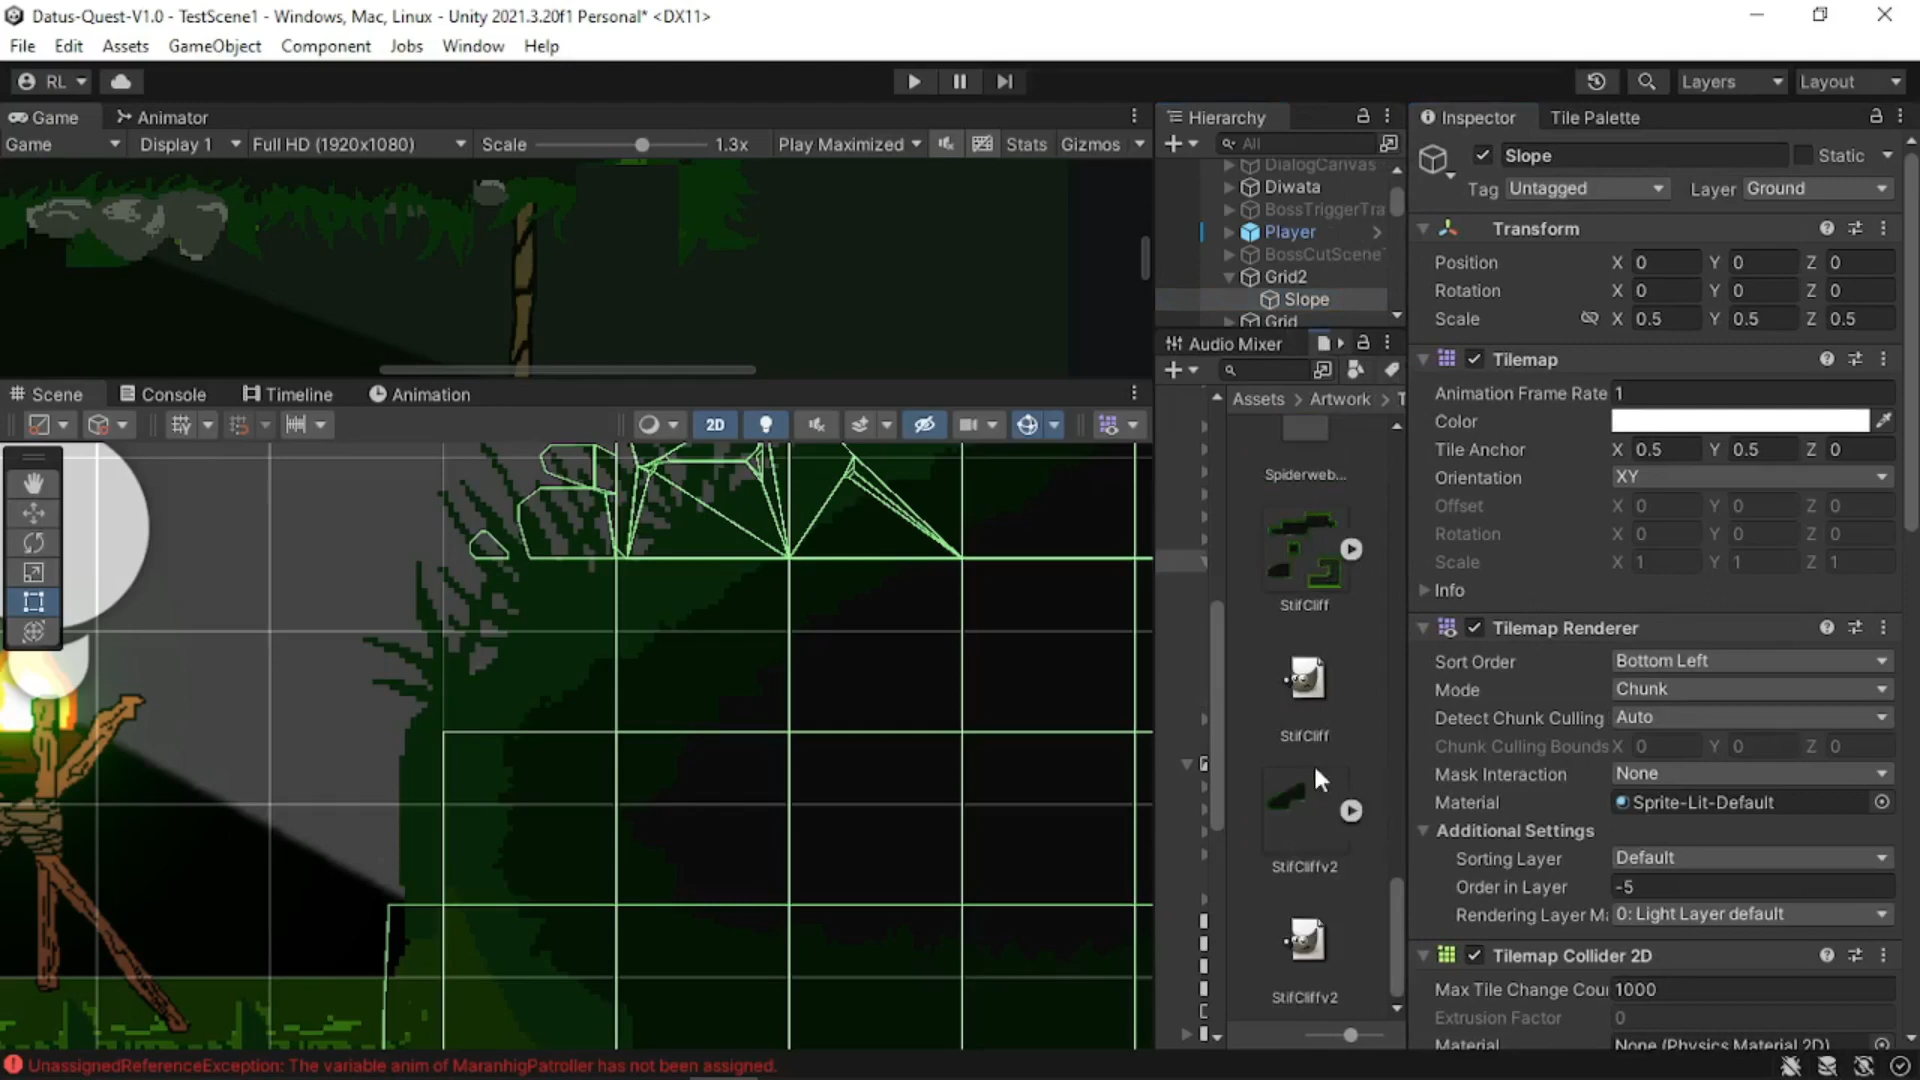 Datus-Quest-V1.0 - TestScene1 - Windows, Mac, Linux - Unity 2021.3.20f1 Personal* <DX11>
File Edit Assets GameObject Component Jobs Window Help
RL Layers Layout
Game Animator
Game Display 1 Full HD (1920x1080) Scale 1.3x Play Maximized Stats Gizmos
Scene Console Timeline Animation
2D
Hierarchy
All
DialogCanvas
Diwata
BossTriggerTra
Player
BossCutScene
Grid2
Slope
Grid
Audio Mixer
Assets > Artwork > T
Spiderweb...
StifCliff
StifCliff
StifCliffv2
StifCliffv2
Inspector Tile Palette
Slope Static
Tag Untagged Layer Ground
Transform
Position X 0 Y 0 Z 0
Rotation X 0 Y 0 Z 0
Scale X 0.5 Y 0.5 Z 0.5
Tilemap
Animation Frame Rate 1
Color
Tile Anchor X 0.5 Y 0.5 Z 0
Orientation XY
Offset X 0 Y 0 Z 0
Rotation X 0 Y 0 Z 0
Scale X 1 Y 1 Z 1
Info
Tilemap Renderer
Sort Order Bottom Left
Mode Chunk
Detect Chunk Culling Auto
Chunk Culling Bounds X 0 Y 0 Z 0
Mask Interaction None
Material Sprite-Lit-Default
Additional Settings
Sorting Layer Default
Order in Layer -5
Rendering Layer M 0: Light Layer default
Tilemap Collider 2D
Max Tile Change Cou 1000
Extrusion Factor 0
Material None (Physics Material 2D)
UnassignedReferenceException: The variable anim of MaranhigPatroller has not been assigned.